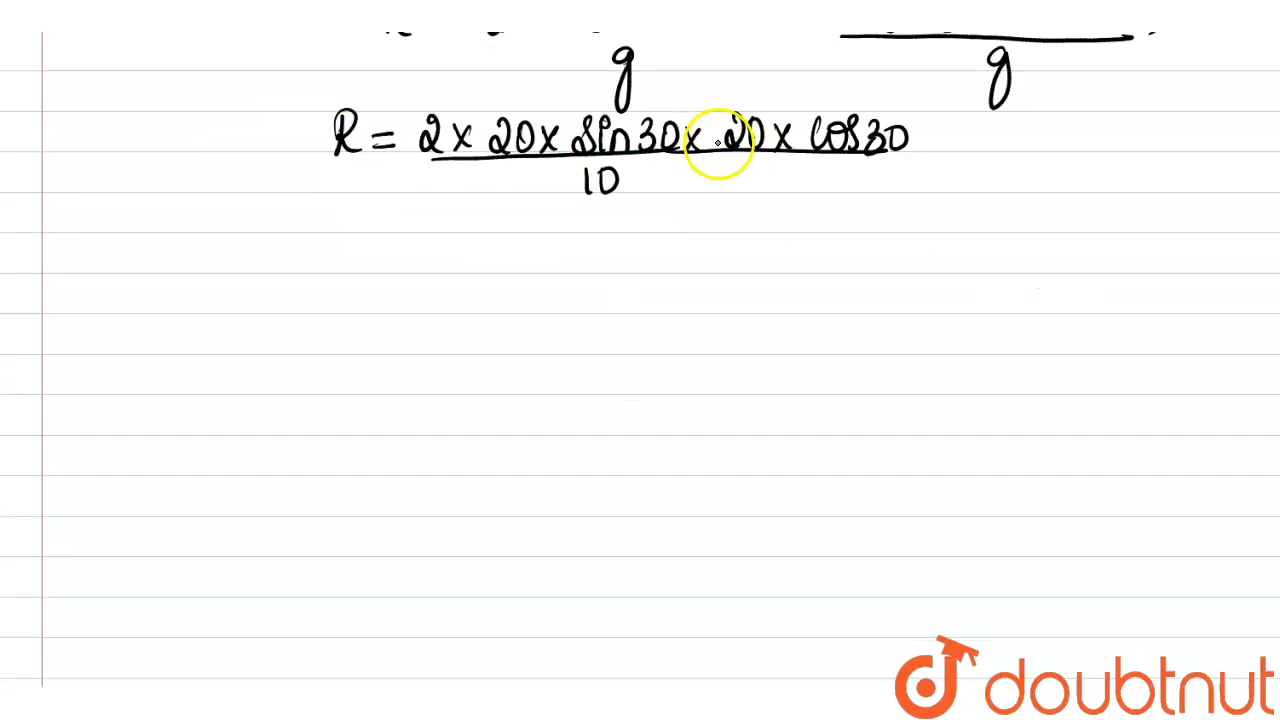 g g
R = 2 x 20 x sin30 x 20 x cos30
10
doubtnut